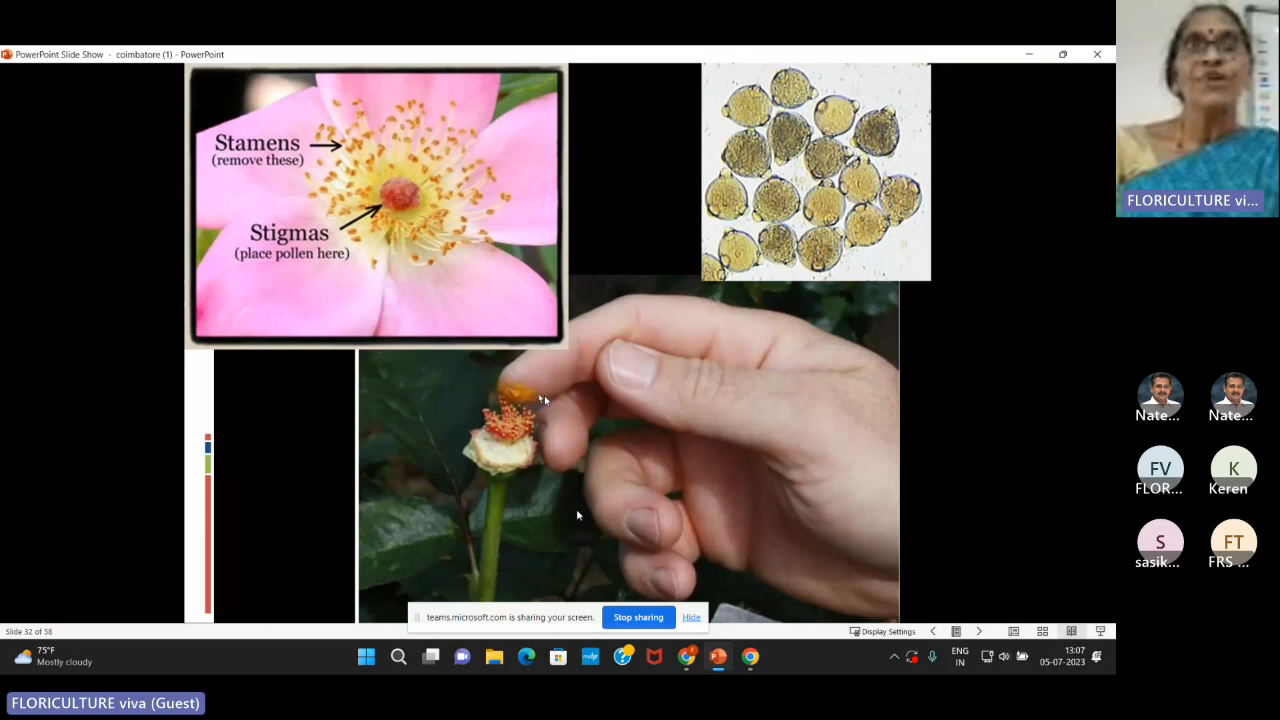 PowerPoint Slide Show - coimbatore (1) - PowerPoint
Stamens
(remove these)
Stigmas
(place pollen here)
FLORICULTURE vi...
Nate...
Nate...
FV
K
FLOR...
Keren
S
FT
sasik...
FRS ...
teams.microsoft.com is sharing your screen.
Stop sharing
Hide
Slide 32 of 58
Display Settings
75°F
Mostly cloudy
ENG
IN
13:07
05-07-2023
FLORICULTURE viva (Guest)